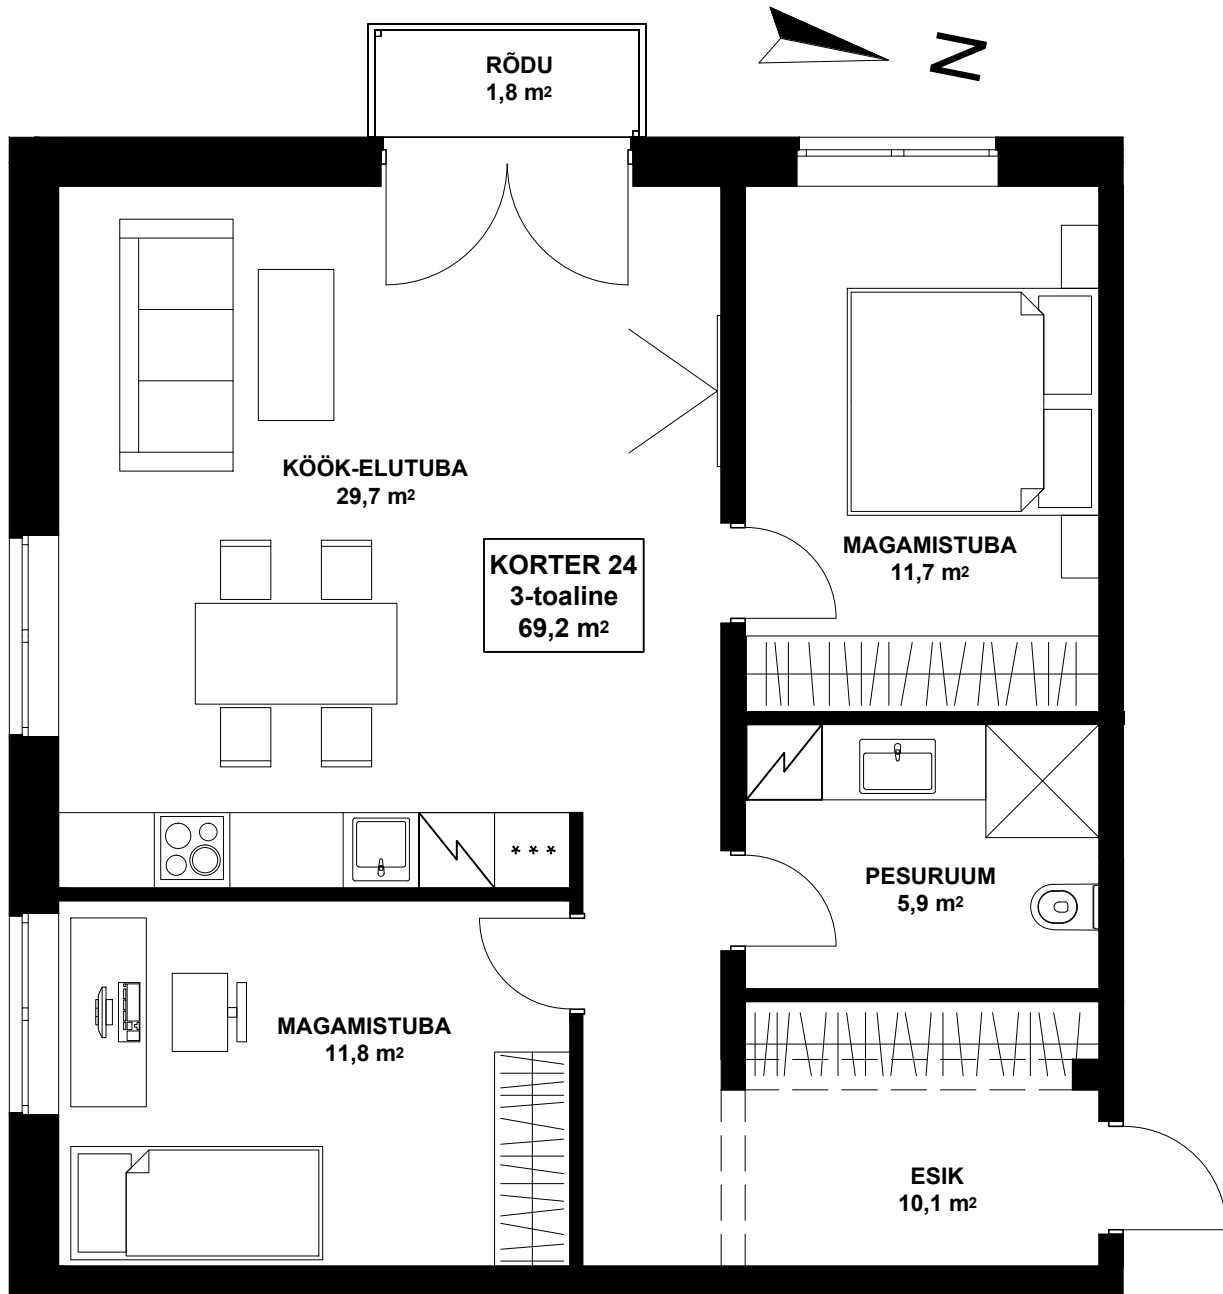 RÕDU
1,8 m²
N
KÖÖK-ELUTUBA
29,7 m²
KORTER 24
3-toaline
69,2 m²
MAGAMISTUBA
11,7 m²
***
PESURUUM
5,9 m²
MAGAMISTUBA
11,8 m²
ESIK
10,1 m²